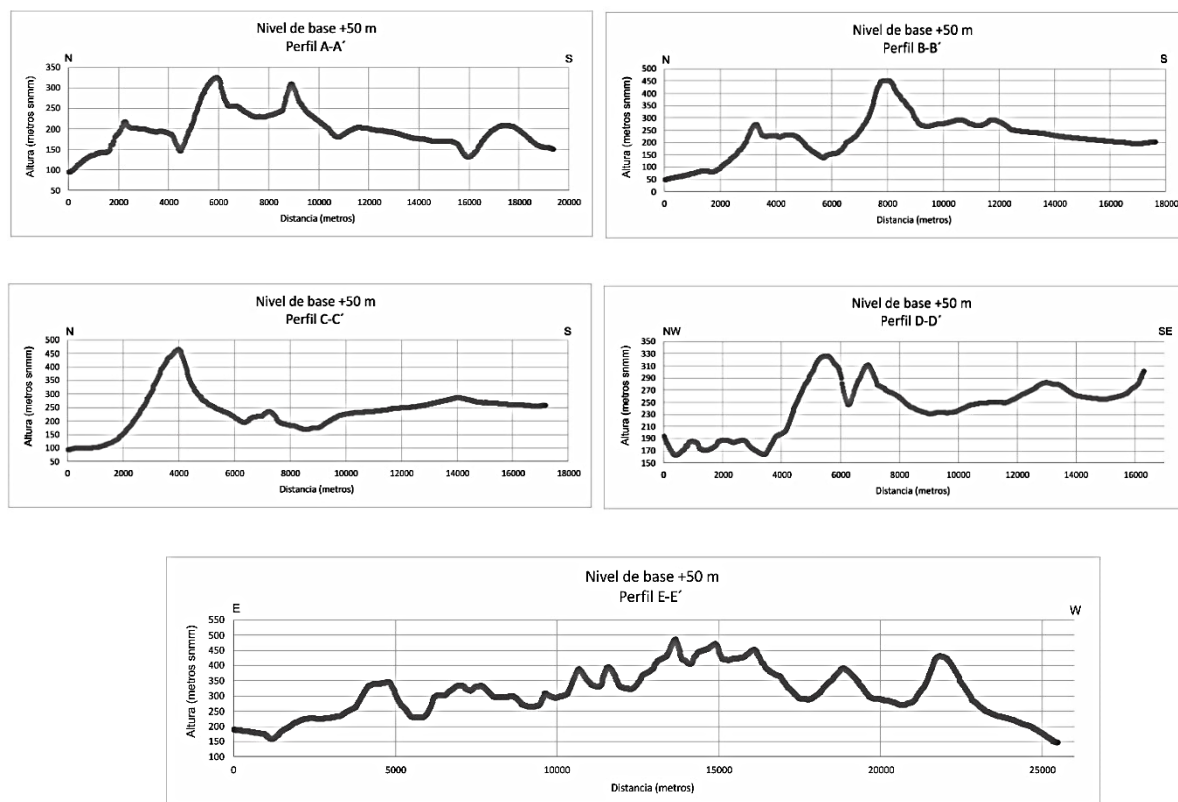 Nivel de base +50 m
Perfil A-A´
N S
Altura (metros snmm)
350
300
250
200
150
100
50
0 2000 4000 6000 8000 10000 12000 14000 16000 18000 20000
Distancia (metros)
Nivel de base +50 m
Perfil B-B´
N S
Altura (metros snmm)
500
450
400
350
300
250
200
150
100
50
0
0 2000 4000 6000 8000 10000 12000 14000 16000 18000
Distancia (metros)
Nivel de base +50 m
Perfil C-C´
N S
Altura (metros snmm)
500
450
400
350
300
250
200
150
100
50
0 2000 4000 6000 8000 10000 12000 14000 16000 18000
Distancia (metros)
Nivel de base +50 m
Perfil D-D´
NW SE
Altura (metros snmm)
350
330
310
290
270
250
230
210
190
170
150
0 2000 4000 6000 8000 10000 12000 14000 16000
Distancia (metros)
Nivel de base +50 m
Perfil E-E´
E W
Altura (metros snmm)
550
500
450
400
350
300
250
200
150
100
0 5000 10000 15000 20000 25000
Distancia (metros)